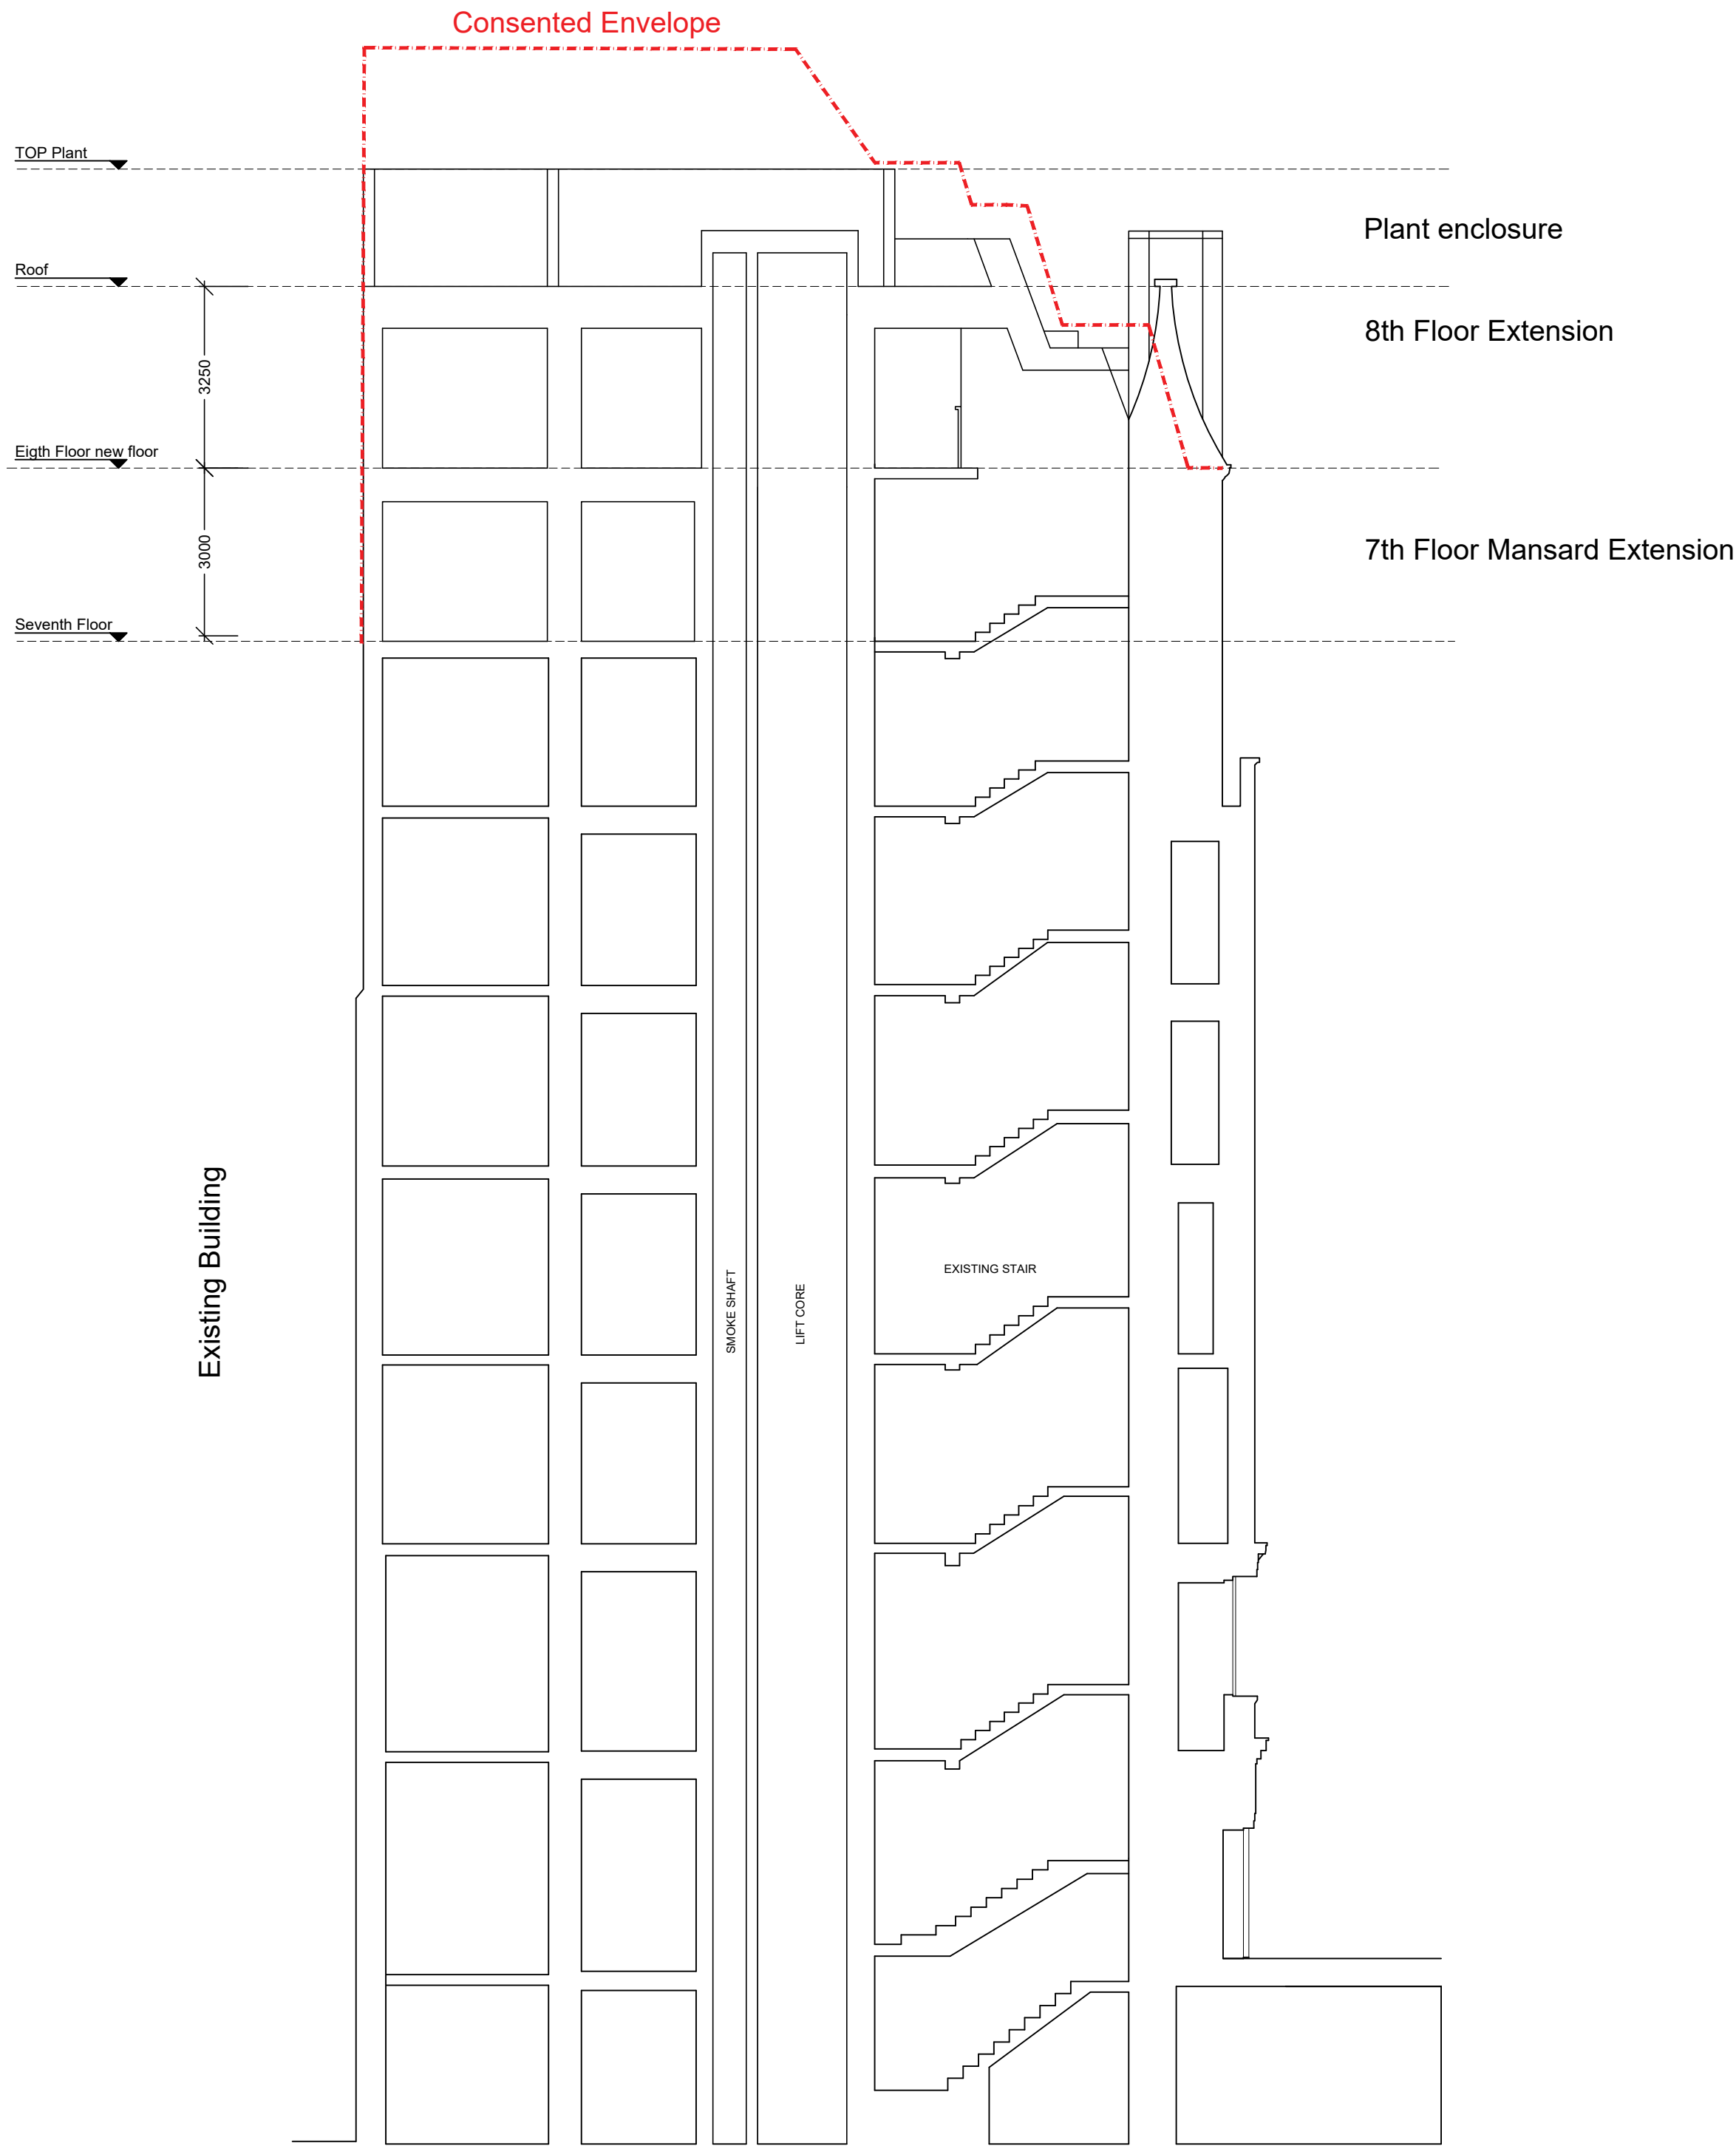 Consented Envelope
TOP Plant
Plant enclosure
Roof
8th Floor Extension
3250
Eigth Floor new floor
3000
7th Floor Mansard Extension
Seventh Floor
Existing Building
SMOKE SHAFT
LIFT CORE
EXISTING STAIR